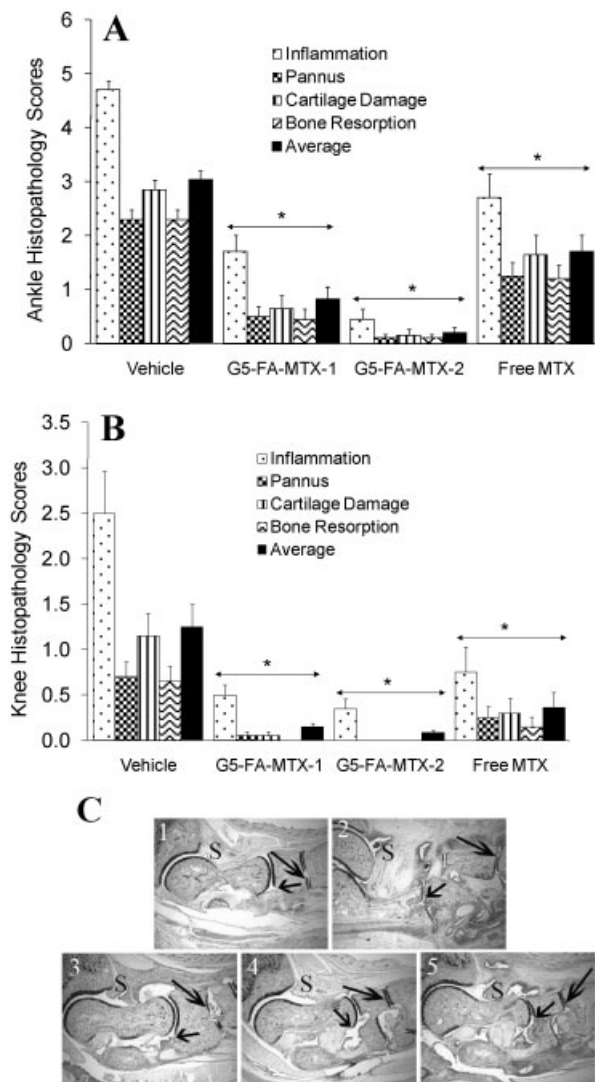 A
Ankle Histopathology Scores
6
5
4
3
2
1
0
Inflammation
Pannus
Cartilage Damage
Bone Resorption
Average
*
*
*
Vehicle
G5-FA-MTX-1
G5-FA-MTX-2
Free MTX
B
Knee Histopathology Scores
3.5
3.0
2.5
2.0
1.5
1.0
0.5
0.0
Inflammation
Pannus
Cartilage Damage
Bone Resorption
Average
*
*
*
Vehicle
G5-FA-MTX-1
G5-FA-MTX-2
Free MTX
C
1
S
2
S
I
3
S
4
S
5
S